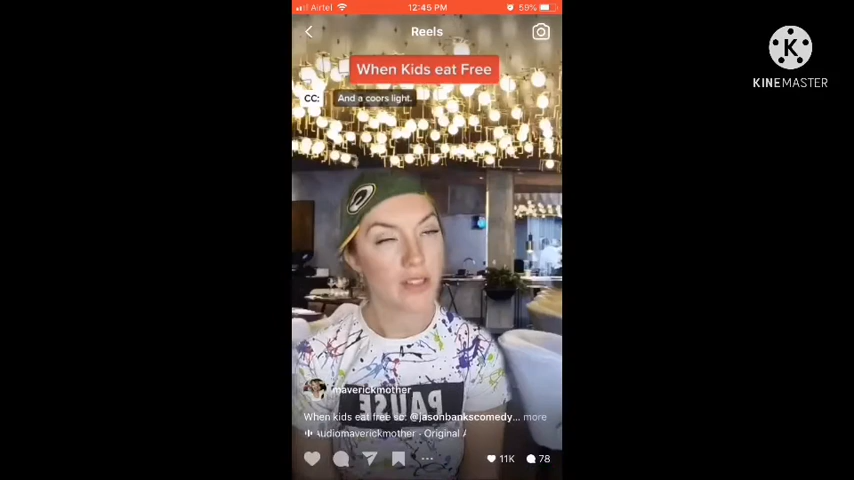 Airtel
12:45 PM
59%
Reels
When Kids eat Free
CC:
And a coors light.
KINEMASTER
K
G
PAUSE
maverickmother
When kids eat free sc: @jasonbankscomedy... more
udiomaverickmother · Original A
11K
78